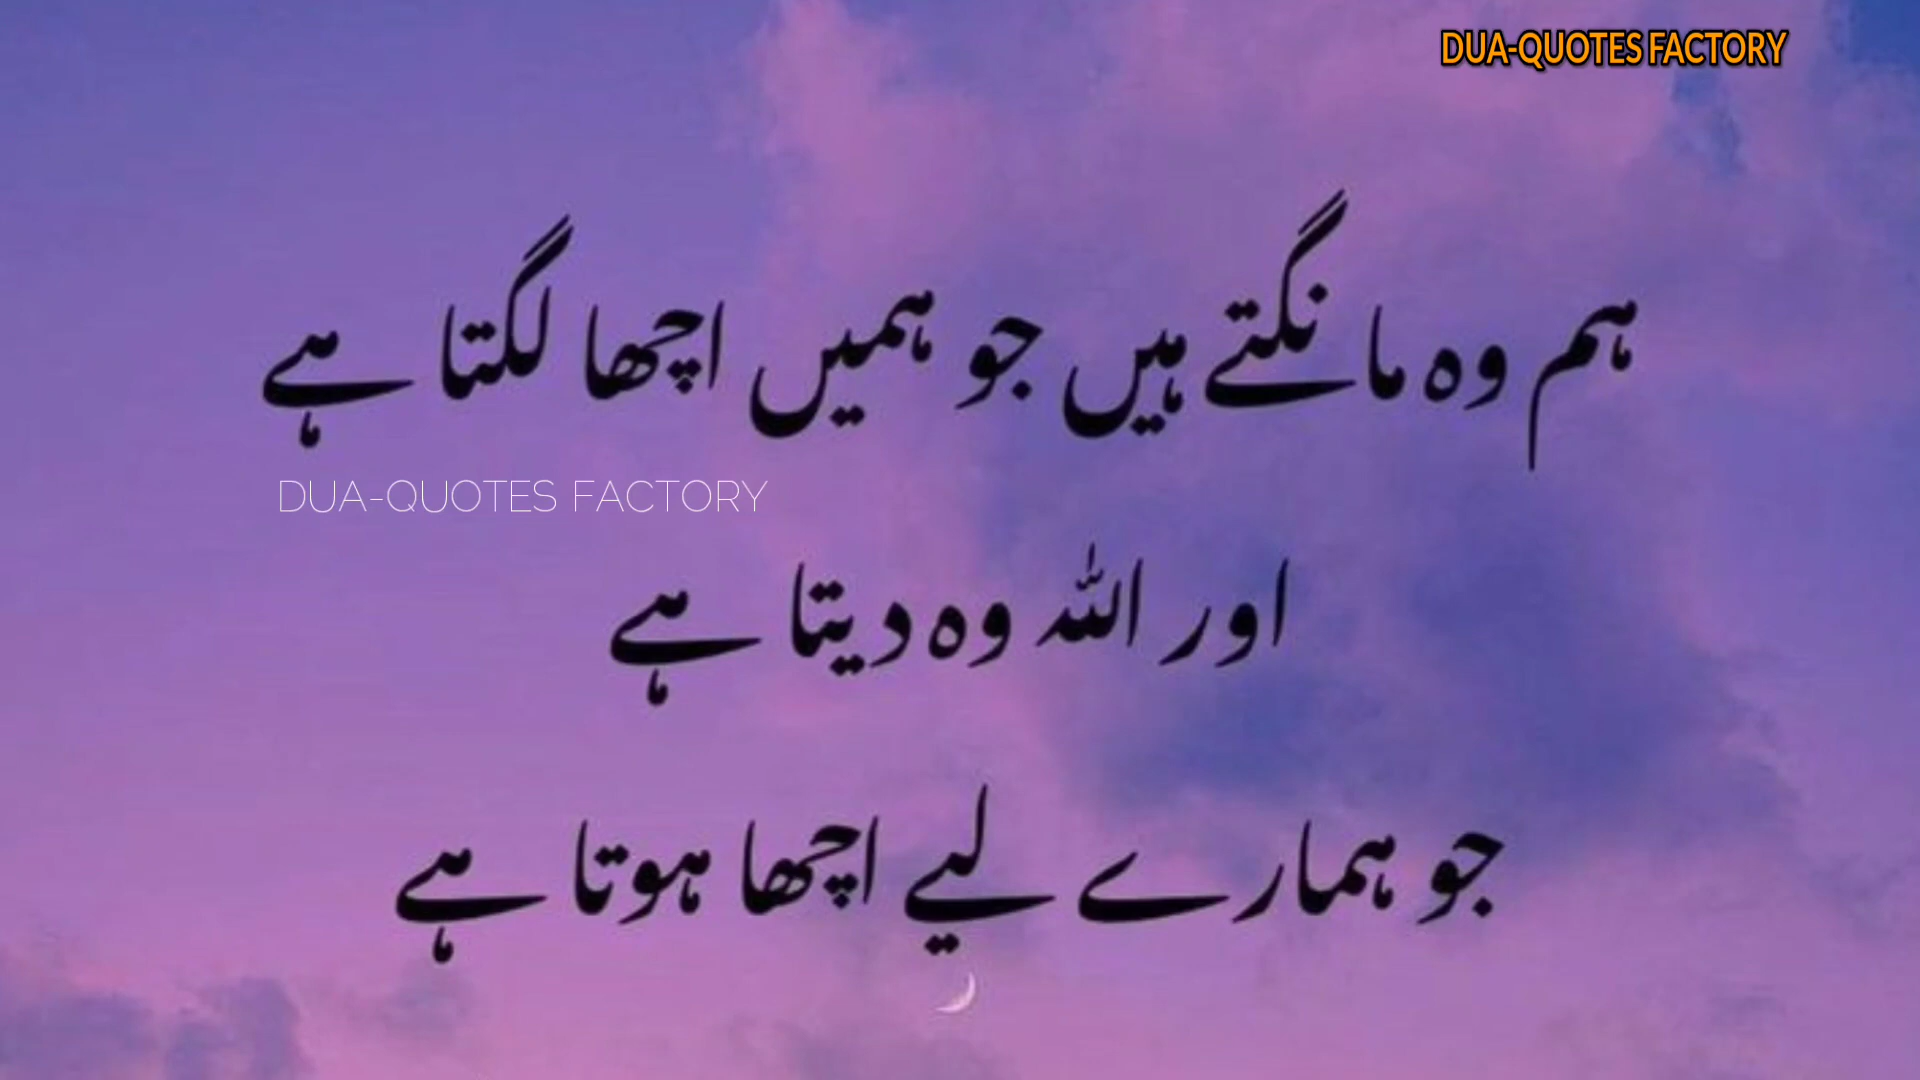 DUA-QUOTES FACTORY
ہم وہ مانگتے ہیں جو ہمیں اچھا لگتا ہے
DUA-QUOTES FACTORY
اور اللہ وہ دیتا ہے
جو ہمارے لیے اچھا ہوتا ہے